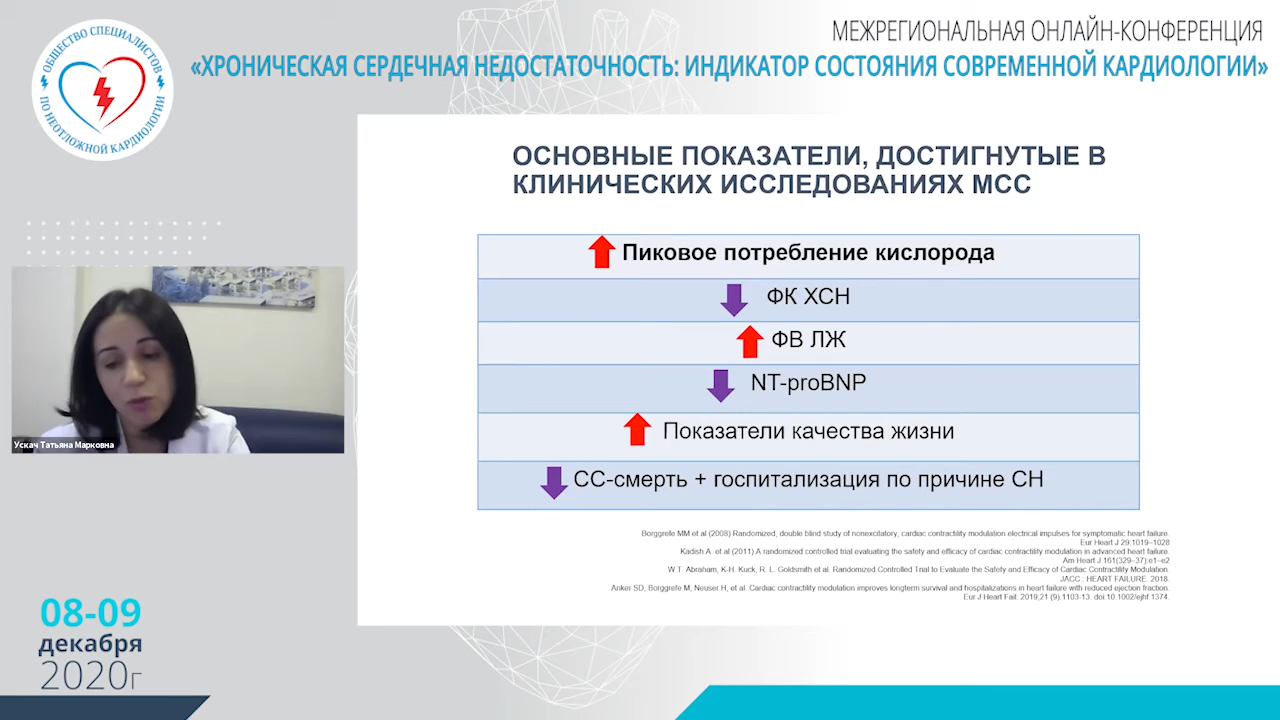 МЕЖРЕГИОНАЛЬНАЯ ОНЛАЙН-КОНФЕРЕНЦИЯ
«ХРОНИЧЕСКАЯ СЕРДЕЧНАЯ НЕДОСТАТОЧНОСТЬ: ИНДИКАТОР СОСТОЯНИЯ СОВРЕМЕННОЙ КАРДИОЛОГИИ»
ОБЩЕСТВО СПЕЦИАЛИСТОВ
ПО НЕОТЛОЖНОЙ КАРДИОЛОГИИ
ОСНОВНЫЕ ПОКАЗАТЕЛИ, ДОСТИГНУТЫЕ В
КЛИНИЧЕСКИХ ИССЛЕДОВАНИЯХ МСС
Пиковое потребление кислорода
ФК ХСН
ФВ ЛЖ
NT-proBNP
Показатели качества жизни
СС-смерть + госпитализация по причине СН
Borggrefe MM et al (2008) Randomized, double blind study of nonexcitatory, cardiac contractility modulation electrical impulses for symptomatic heart failure.
Eur Heart J 29:1019–1028
Kadish A. et al (2011) A randomized controlled trial evaluating the safety and efficacy of cardiac contractility modulation in advanced heart failure.
Am Heart J 161(329–37):e1–e2
W.T. Abraham, K-H. Kuck, R. L. Goldsmith et al. Randomized Controlled Trial to Evaluate the Safety and Efficacy of Cardiac Contractility Modulation.
JACC : HEART FAILURE. 2018.
Anker SD, Borggrefe M, Neuser H, et al. Cardiac contractility modulation improves longterm survival and hospitalizations in heart failure with reduced ejection fraction.
Eur J Heart Fail. 2019;21 (9).1103-13. doi:10.1002/ejhf.1374.
Ускач Татьяна Марковна
08-09
декабря
2020г